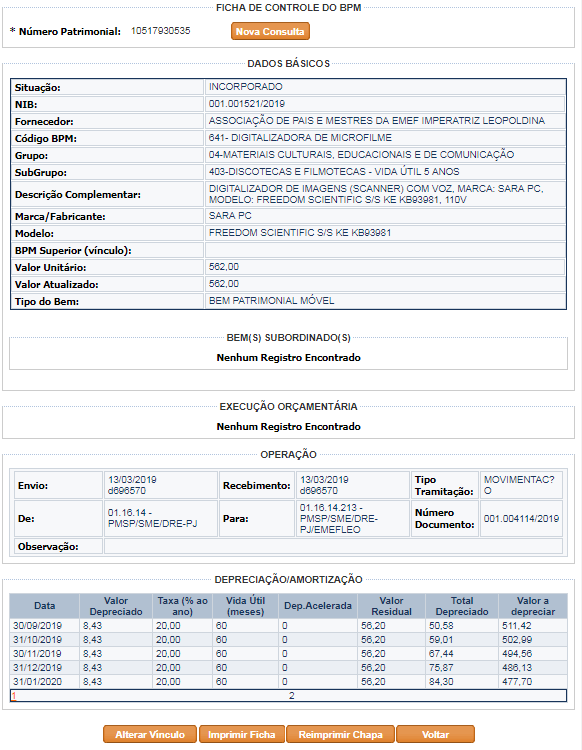 FICHA DE CONTROLE DO BPM
* Número Patrimonial: 10517930535 Nova Consulta
DADOS BÁSICOS
Situação: INCORPORADO
NIB: 001.001521/2019
Fornecedor: ASSOCIAÇÃO DE PAIS E MESTRES DA EMEF IMPERATRIZ LEOPOLDINA
Código BPM: 641- DIGITALIZADORA DE MICROFILME
Grupo: 04-MATERIAIS CULTURAIS, EDUCACIONAIS E DE COMUNICAÇÃO
SubGrupo: 403-DISCOTECAS E FILMOTECAS - VIDA ÚTIL 5 ANOS
Descrição Complementar: DIGITALIZADOR DE IMAGENS (SCANNER) COM VOZ, MARCA: SARA PC,
MODELO: FREEDOM SCIENTIFIC S/S KE KB93981, 110V
Marca/Fabricante: SARA PC
Modelo: FREEDOM SCIENTIFIC S/S KE KB93981
BPM Superior (vínculo):
Valor Unitário: 562,00
Valor Atualizado: 562,00
Tipo do Bem: BEM PATRIMONIAL MÓVEL
BEM(S) SUBORDINADO(S)
Nenhum Registro Encontrado
EXECUÇÃO ORÇAMENTÁRIA
Nenhum Registro Encontrado
OPERAÇÃO
Envio: 13/03/2019 d696570 Recebimento: 13/03/2019 d696570 Tipo Tramitação: MOVIMENTAC?O
De: 01.16.14 - PMSP/SME/DRE-PJ Para: 01.16.14.213 - PMSP/SME/DRE-PJ/EMEFLEO Número Documento: 001.004114/2019
Observação:
DEPRECIAÇÃO/AMORTIZAÇÃO
Data Valor Depreciado Taxa (% ao ano) Vida Útil (meses) Dep.Acelerada Valor Residual Total Depreciado Valor a depreciar
30/09/2019 8,43 20,00 60 0 56,20 50,58 511,42
31/10/2019 8,43 20,00 60 0 56,20 59,01 502,99
30/11/2019 8,43 20,00 60 0 56,20 67,44 494,56
31/12/2019 8,43 20,00 60 0 56,20 75,87 486,13
31/01/2020 8,43 20,00 60 0 56,20 84,30 477,70
1 2
Alterar Vínculo Imprimir Ficha Reimprimir Chapa Voltar